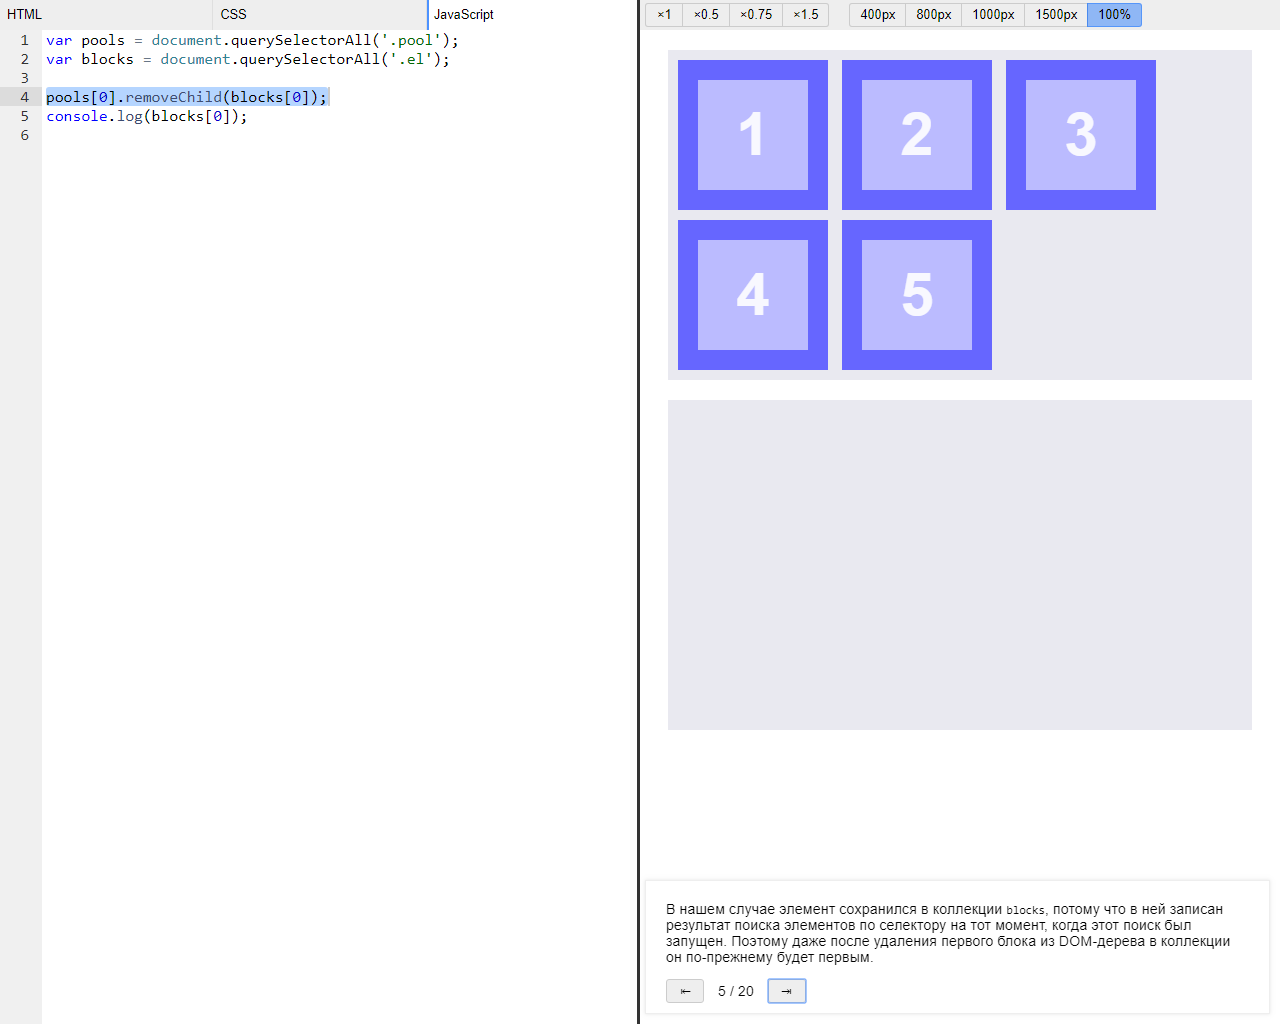 HTML CSS JavaScript
×1 ×0.5 ×0.75 ×1.5 400px 800px 1000px 1500px 100%
1 var pools = document.querySelectorAll('.pool');
2 var blocks = document.querySelectorAll('.el');
3
4 pools[0].removeChild(blocks[0]);
5 console.log(blocks[0]);
6
1 2 3
4 5
В нашем случае элемент сохранился в коллекции blocks, потому что в ней записан
результат поиска элементов по селектору на тот момент, когда этот поиск был
запущен. Поэтому даже после удаления первого блока из DOM-дерева в коллекции
он по-прежнему будет первым.
⇤ 5 / 20 ⇥